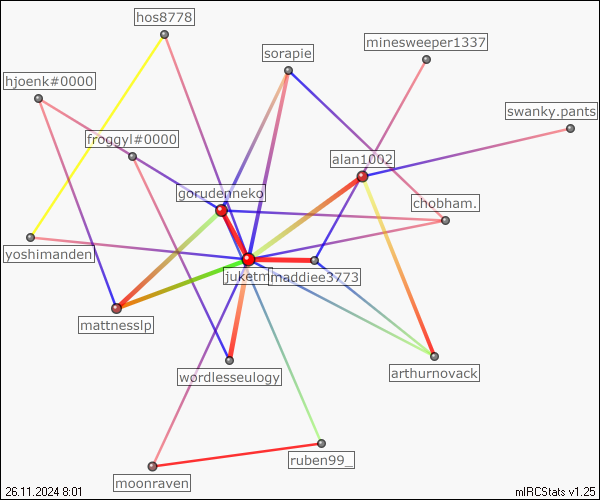 hos8778
sorapie
minesweeper1337
hjoenk#0000
swanky.pants
froggyl#0000
alan1002
gorudenneko
chobham.
yoshimanden
juketm
maddiee3773
mattnesslp
wordlesseulogy
arthurnovack
ruben99_
moonraven
26.11.2024 8:01
mIRCStats v1.25